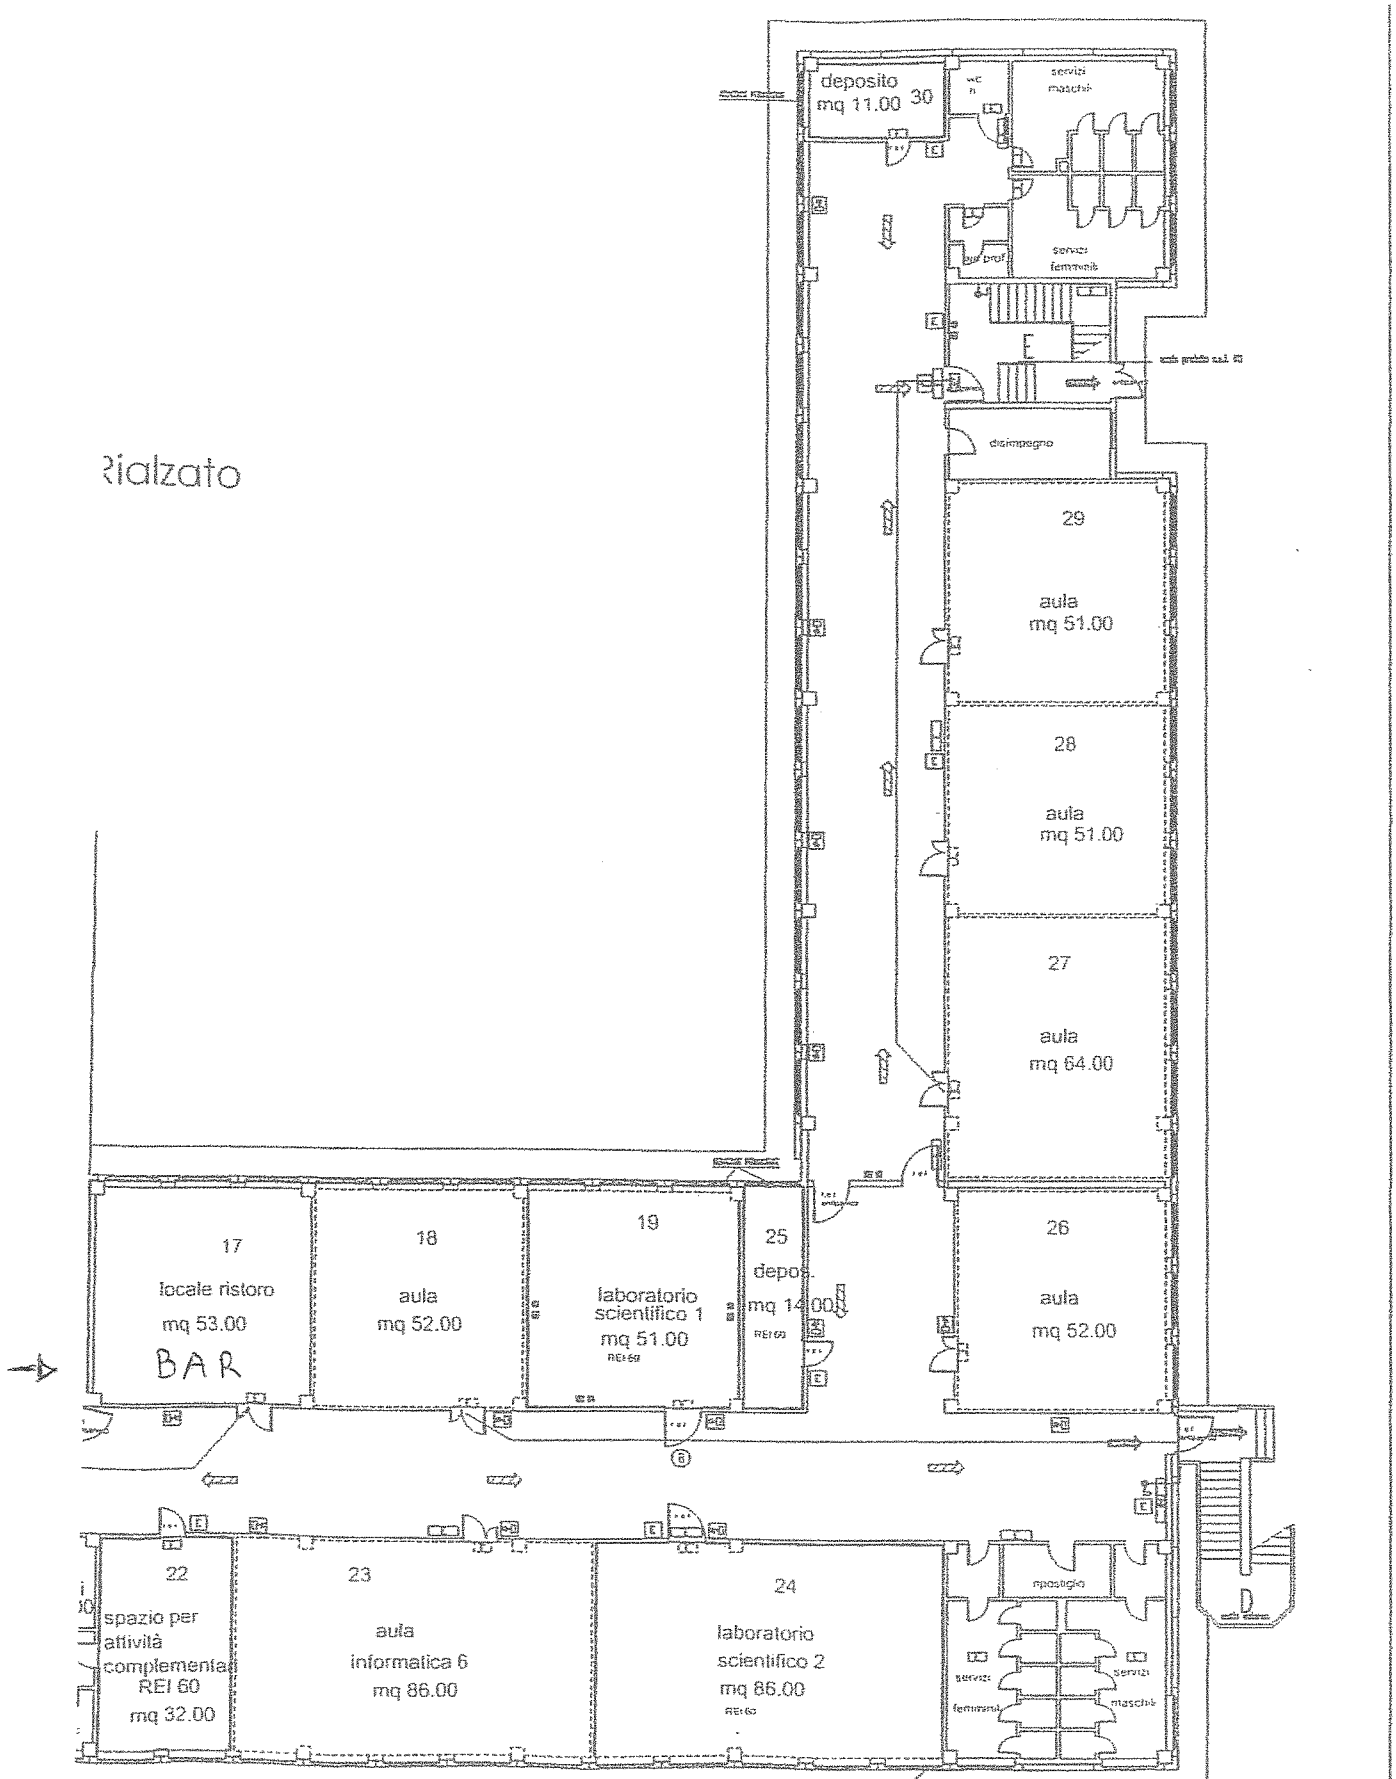 deposito
mq 11.00 30
wc
servizi
maschili
servizi
femminili
disimpegno
Rialzato
29
aula
mq 51.00
28
aula
mq 51.00
27
aula
mq 64.00
17
locale ristoro
mq 53.00
BAR
18
aula
mq 52.00
19
laboratorio
scientifico 1
mq 51.00
REI 60
25
depos.
mq 14.00
REI 60
26
aula
mq 52.00
E
6
22
spazio per
attività
complementari
REI 60
mq 32.00
23
aula
informatica 6
mq 86.00
24
laboratorio
scientifico 2
mq 86.00
REI 60
ripostiglio
servizi
femminili
servizi
maschili
D